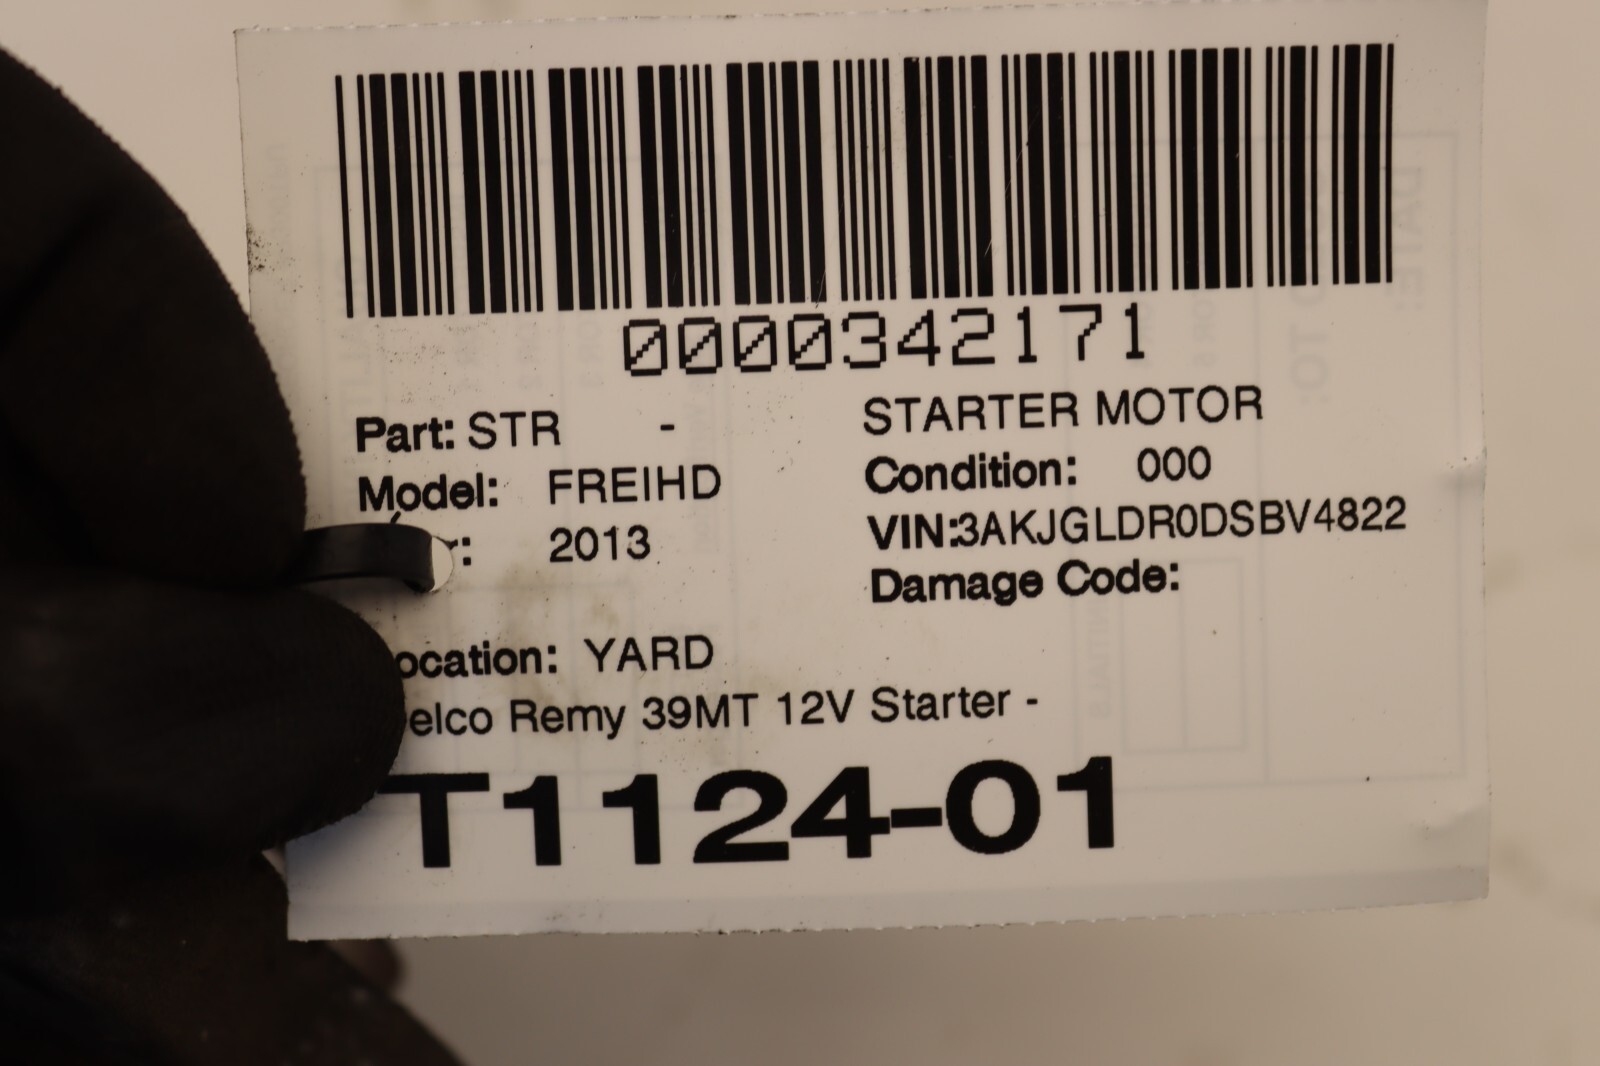 0000342171
Part: STR - STARTER MOTOR
Model: FREIHD Condition: 000
r: 2013 VIN:3AKJGLDR0DSBV4822
Damage Code:
ocation: YARD
elco Remy 39MT 12V Starter -
T1124-01